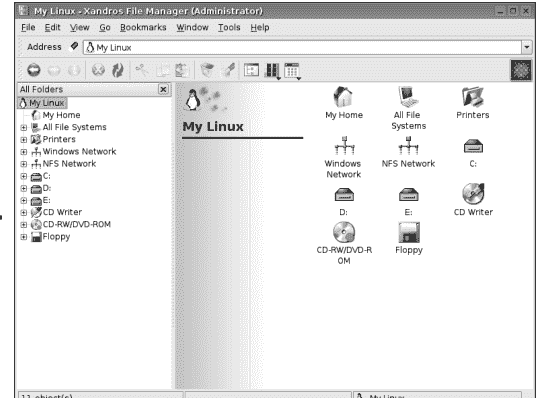 My Linux - Xandros File Manager (Administrator)
File Edit View Go Bookmarks Window Tools Help
Address My Linux
All Folders
My Linux
My Home
All File Systems
Printers
Windows Network
NFS Network
C:
D:
E:
CD Writer
CD-RW/DVD-ROM
Floppy
My Linux
My Home
All File
Systems
Printers
Windows
Network
NFS Network
C:
D:
E:
CD Writer
CD-RW/DVD-R
OM
Floppy
11 object(s)
My Linux